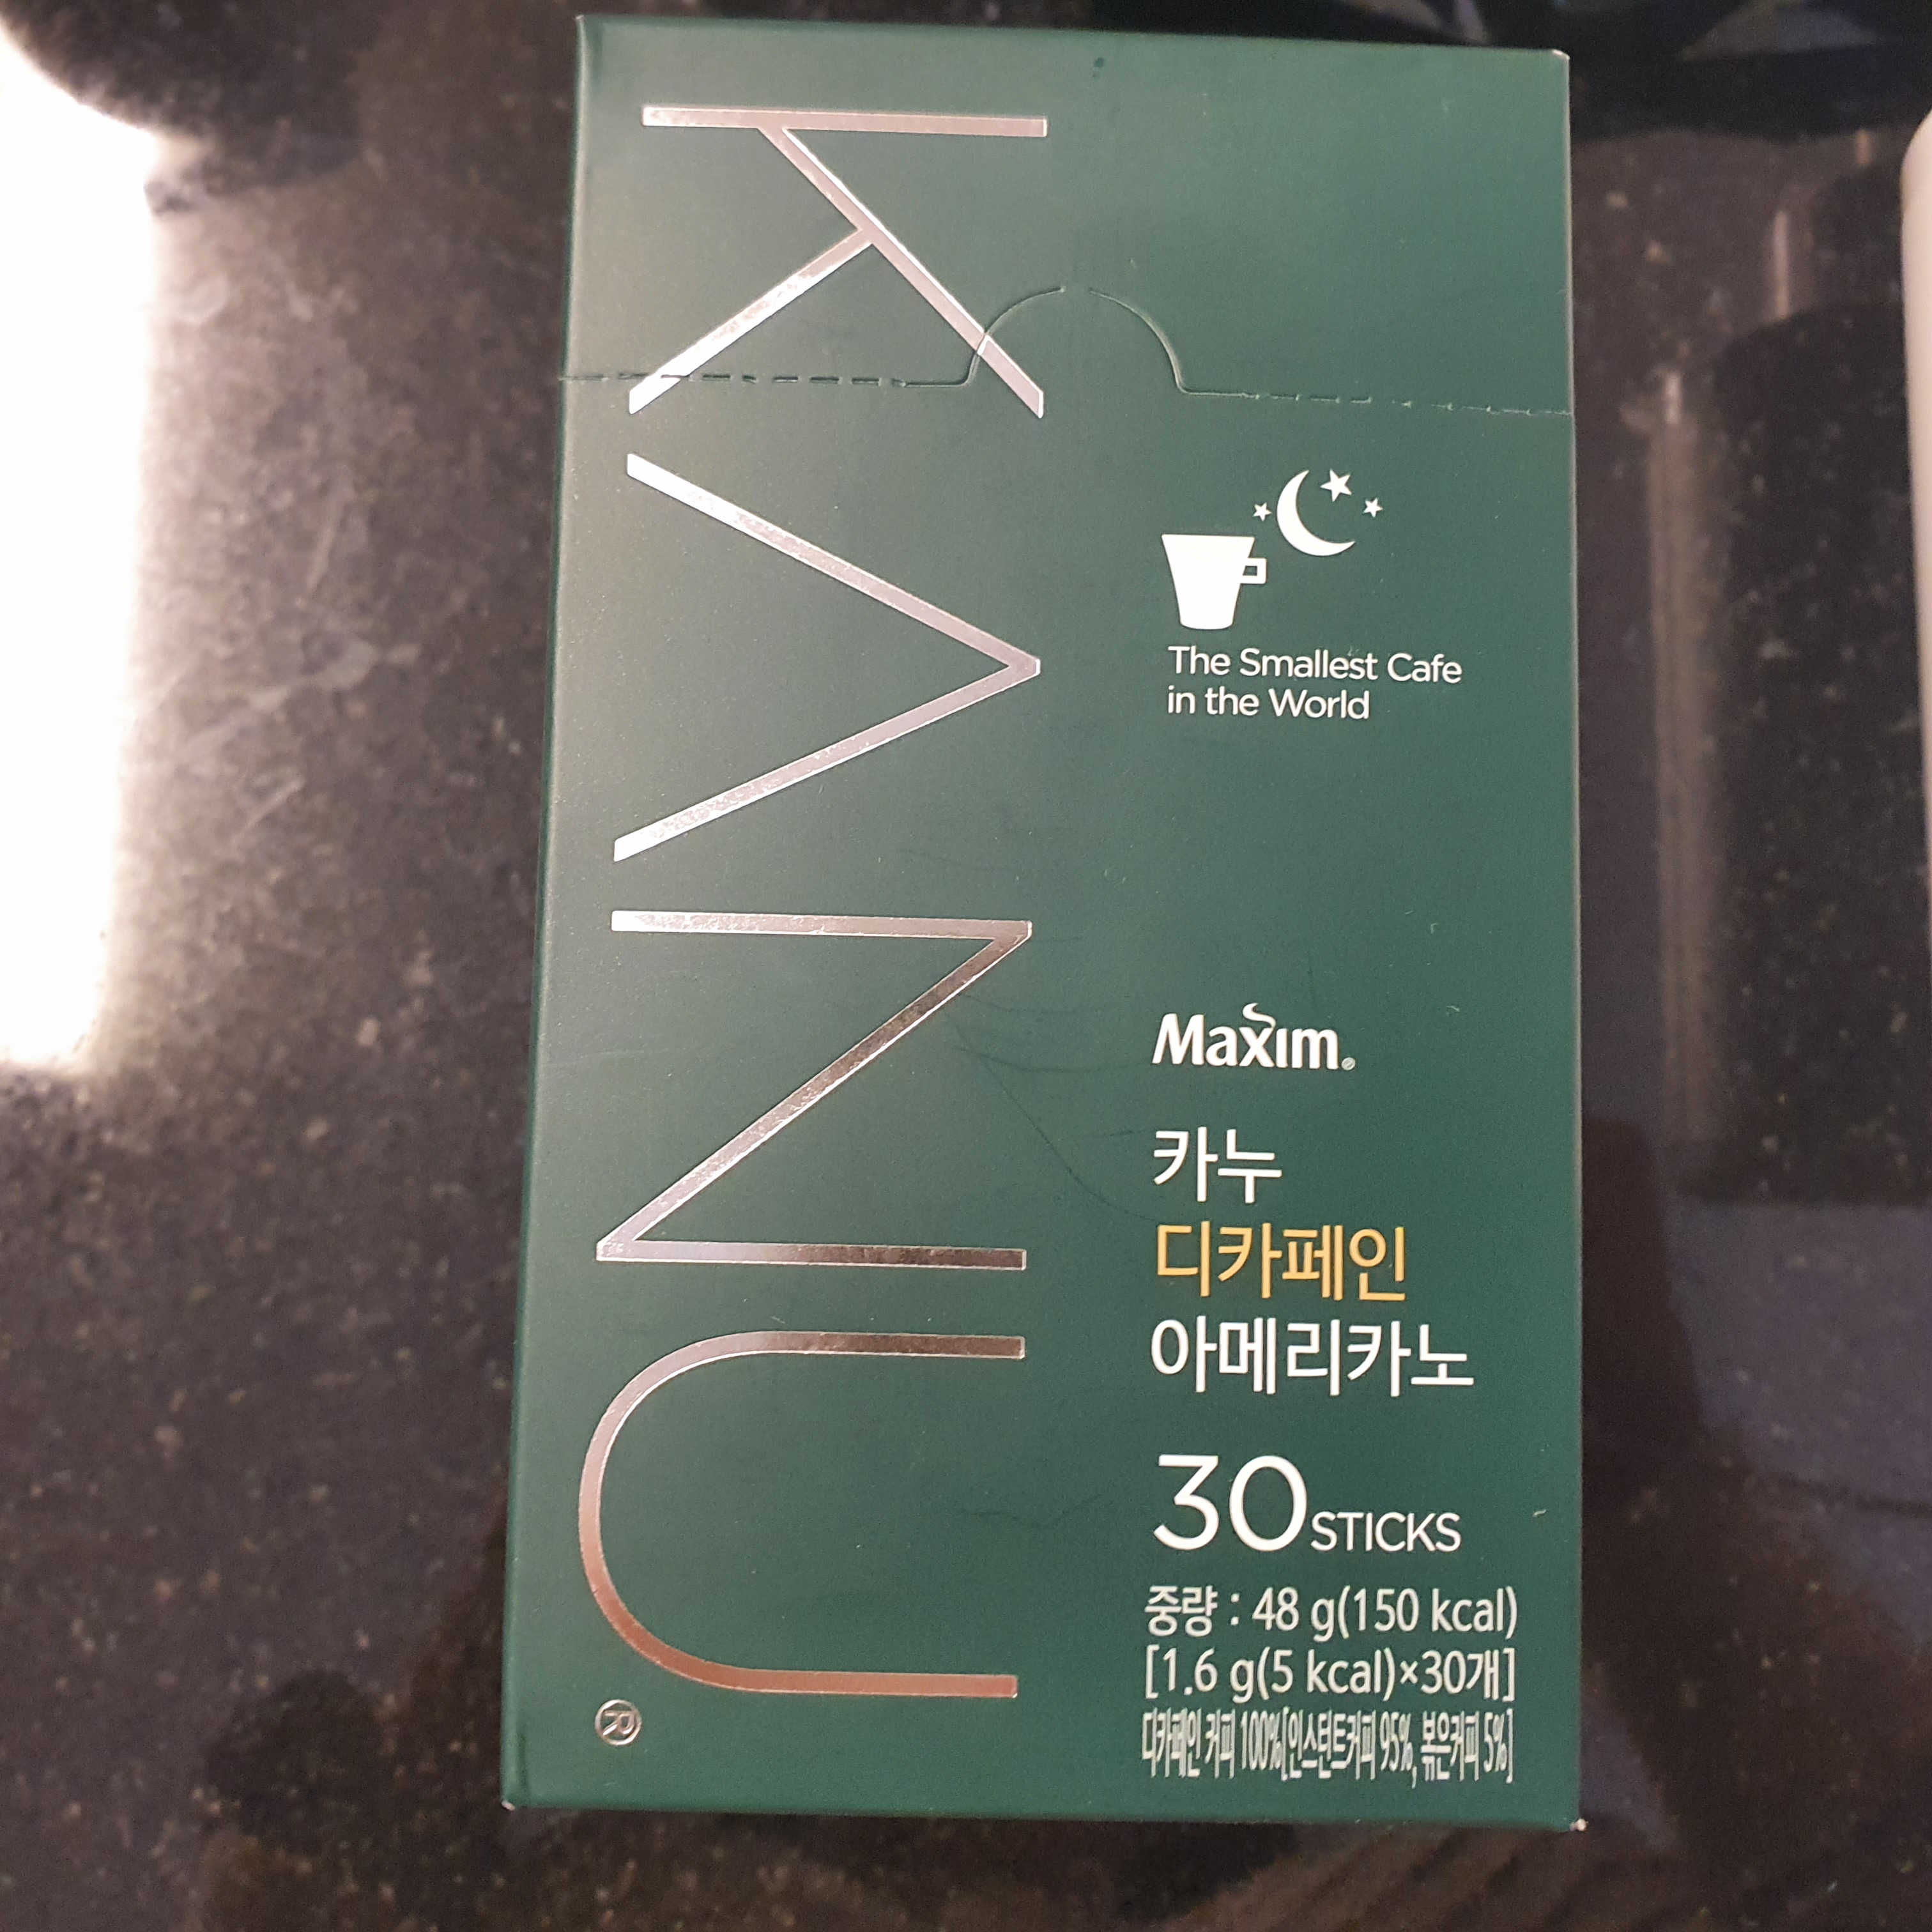 KANU®
The Smallest Cafe
in the World
Maxim®
카누
디카페인
아메리카노
30 STICKS
중량 : 48 g(150 kcal)
[1.6 g(5 kcal)×30개]
디카페인 커피 100%[인스턴트커피 95%, 볶은커피 5%]